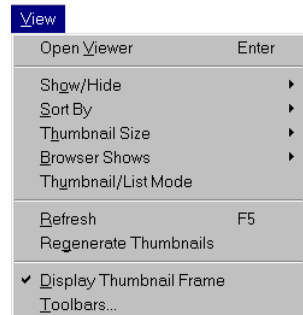 View
Open Viewer Enter
Show/Hide
Sort By
Thumbnail Size
Browser Shows
Thumbnail/List Mode
Refresh F5
Regenerate Thumbnails
Display Thumbnail Frame
Toolbars...